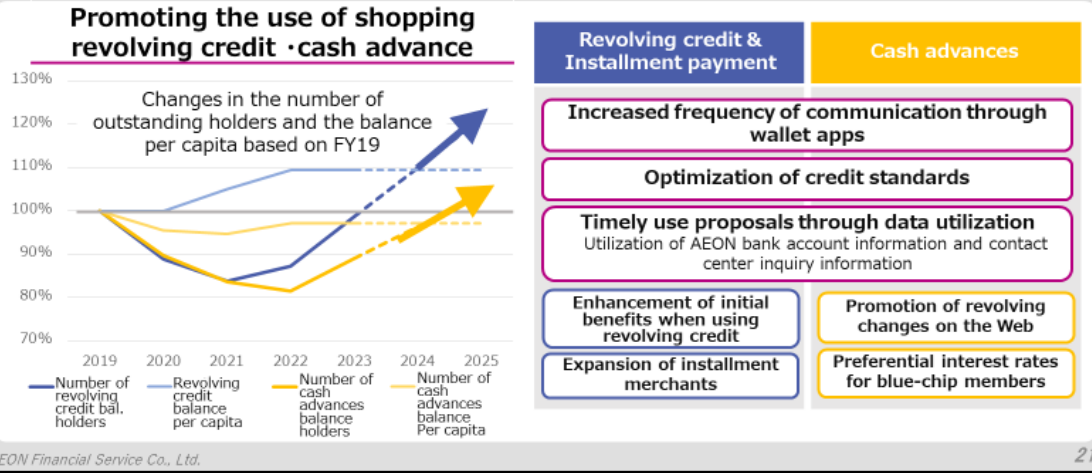 Promoting the use of shopping
revolving credit ・cash advance
130%
120%
110%
100%
90%
80%
70%
Changes in the number of
outstanding holders and the balance
per capita based on FY19
2019 2020 2021 2022 2023 2024 2025
Number of
revolving
credit bal.
holders
Revolving
credit
balance
per capita
Number of
cash
advances
balance
holders
Number of
cash
advances
balance
Per capita
Revolving credit &
Installment payment
Cash advances
Increased frequency of communication through
wallet apps
Optimization of credit standards
Timely use proposals through data utilization
Utilization of AEON bank account information and contact
center inquiry information
Enhancement of initial
benefits when using
revolving credit
Expansion of installment
merchants
Promotion of revolving
changes on the Web
Preferential interest rates
for blue-chip members
EON Financial Service Co., Ltd.